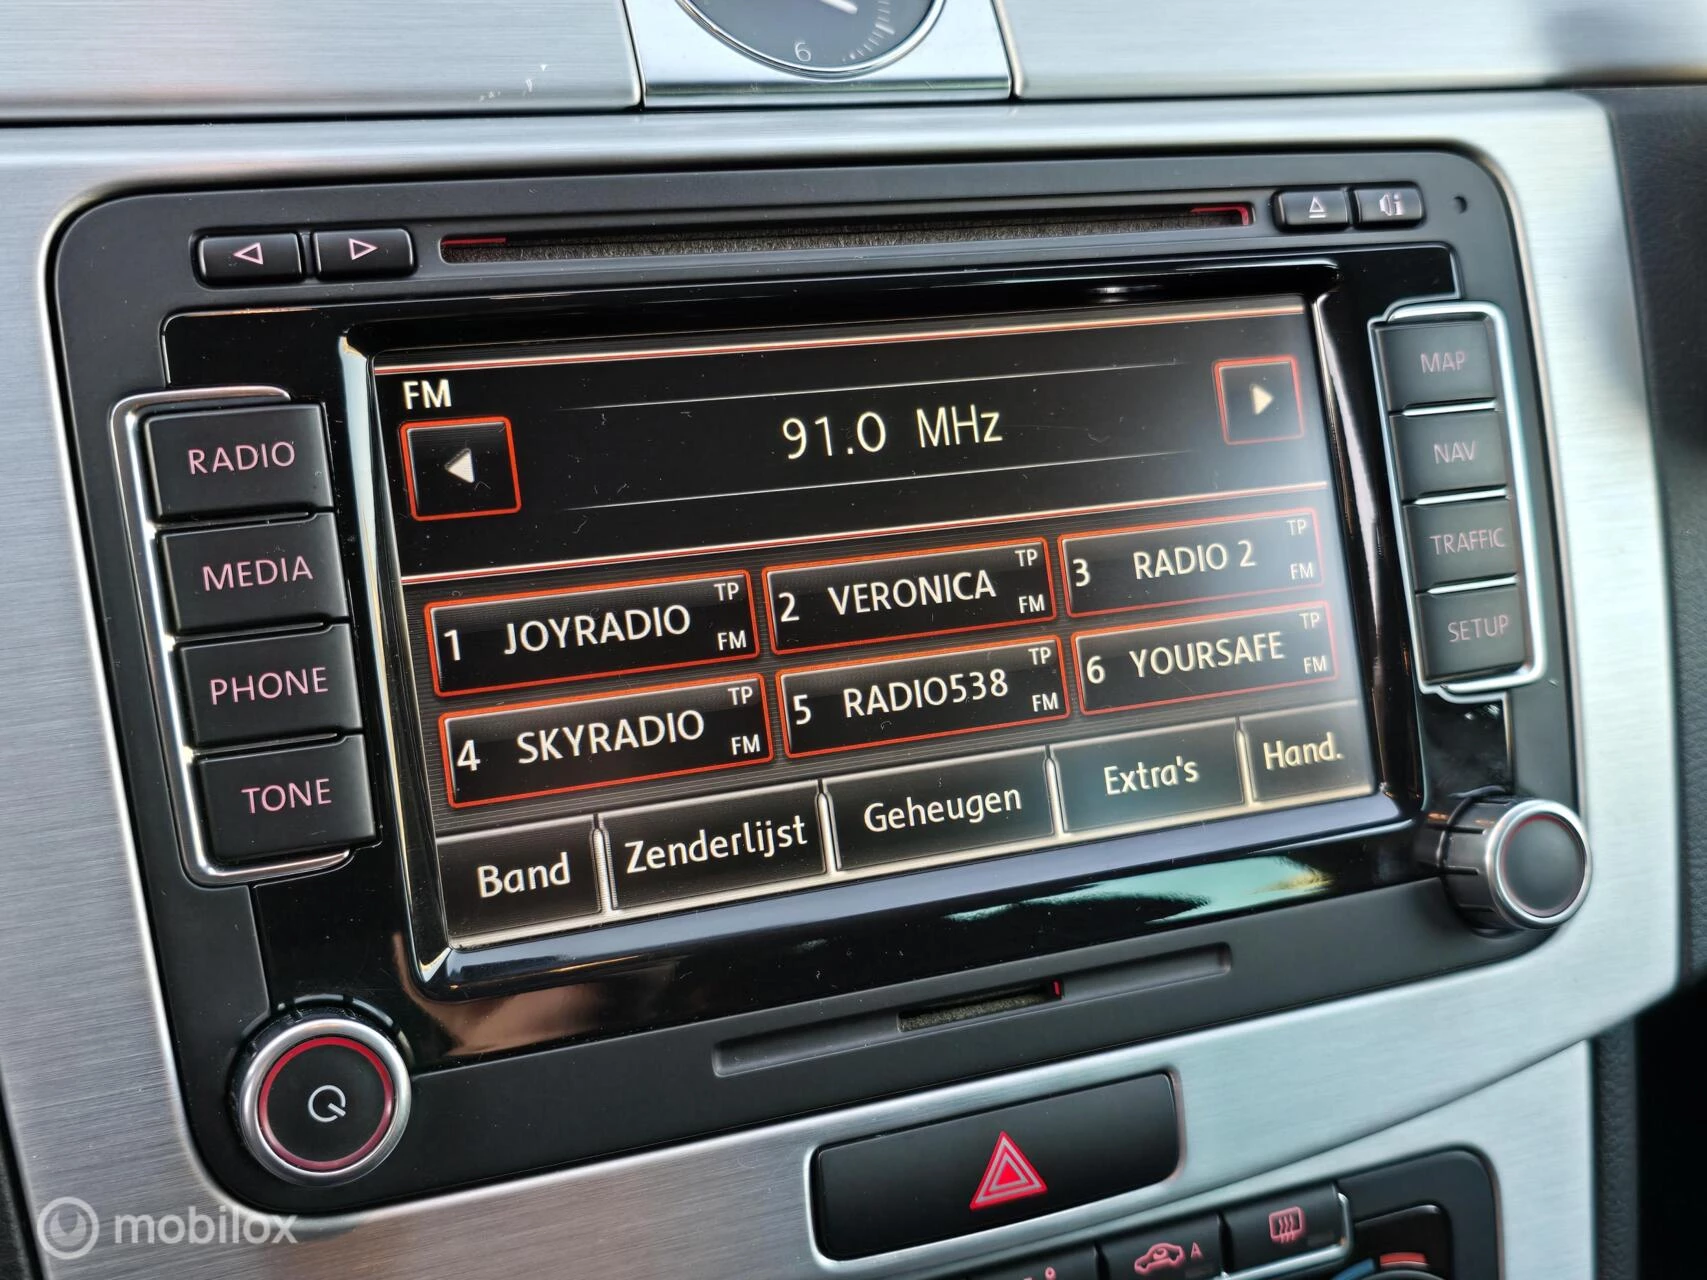 6
i
FM
91.0 MHz
RADIO
MEDIA
PHONE
TONE
MAP
NAV
TRAFFIC
SETUP
1 JOYRADIO TP FM
2 VERONICA TP FM
3 RADIO 2 TP FM
4 SKYRADIO TP FM
5 RADIO538 TP FM
6 YOURSAFE TP FM
Band
Zenderlijst
Geheugen
Extra's
Hand.
A
mobilox